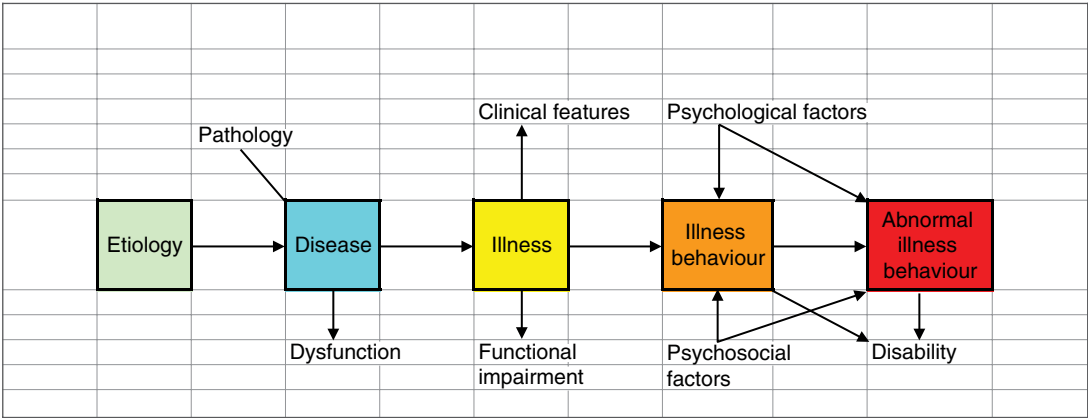 Clinical features
Psychological factors
Pathology
Etiology
Disease
Illness
Illness
behaviour
Abnormal
illness
behaviour
Dysfunction
Functional
impairment
Psychosocial
factors
Disability